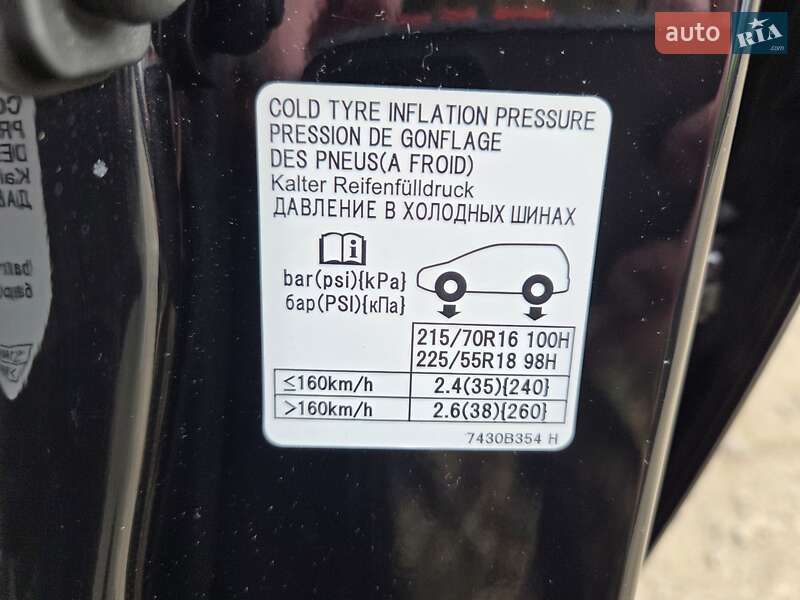 auto RIA
.com
COLD TYRE INFLATION PRESSURE
PRESSION DE GONFLAGE
DES PNEUS(A FROID)
Kalter Reifenfülldruck
ДАВЛЕНИЕ В ХОЛОДНЫХ ШИНАХ
i
bar(psi){kPa}
бар(PSI){кПа}
215/70R16 100H
225/55R18 98H
≤160km/h 2.4(35){240}
>160km/h 2.6(38){260}
7430B354 H